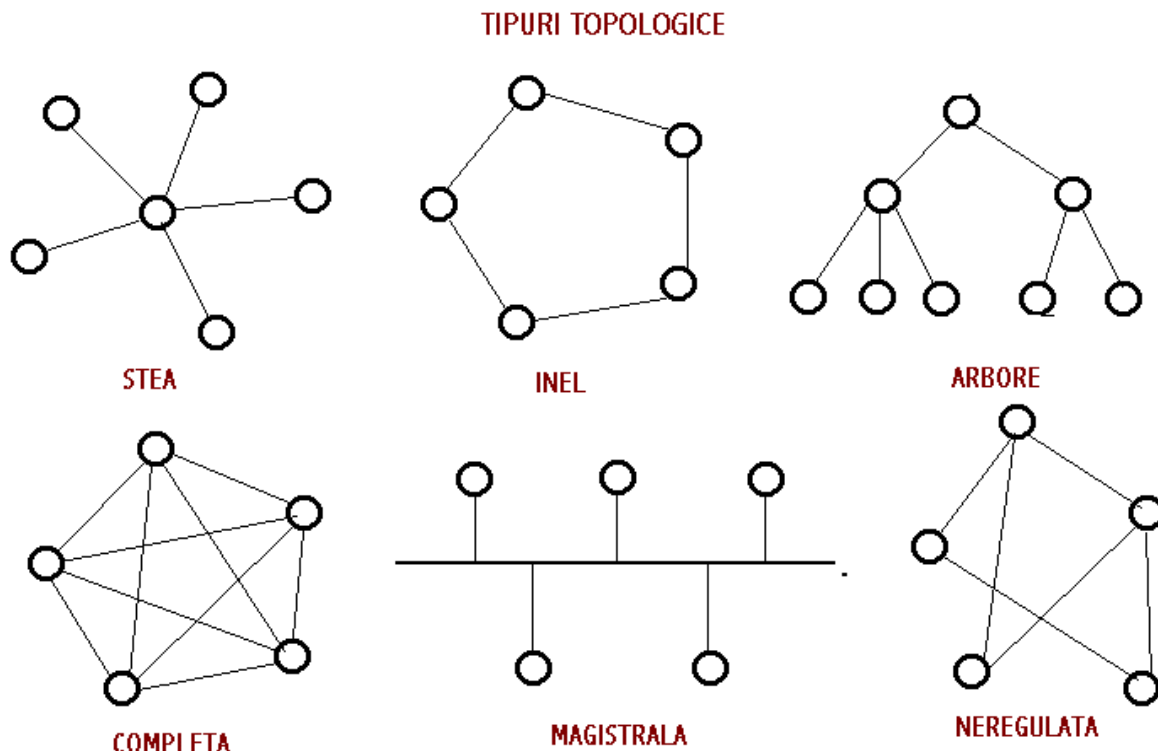 TIPURI TOPOLOGICE
STEA
INEL
ARBORE
COMPLETA
MAGISTRALA
NEREGULATA